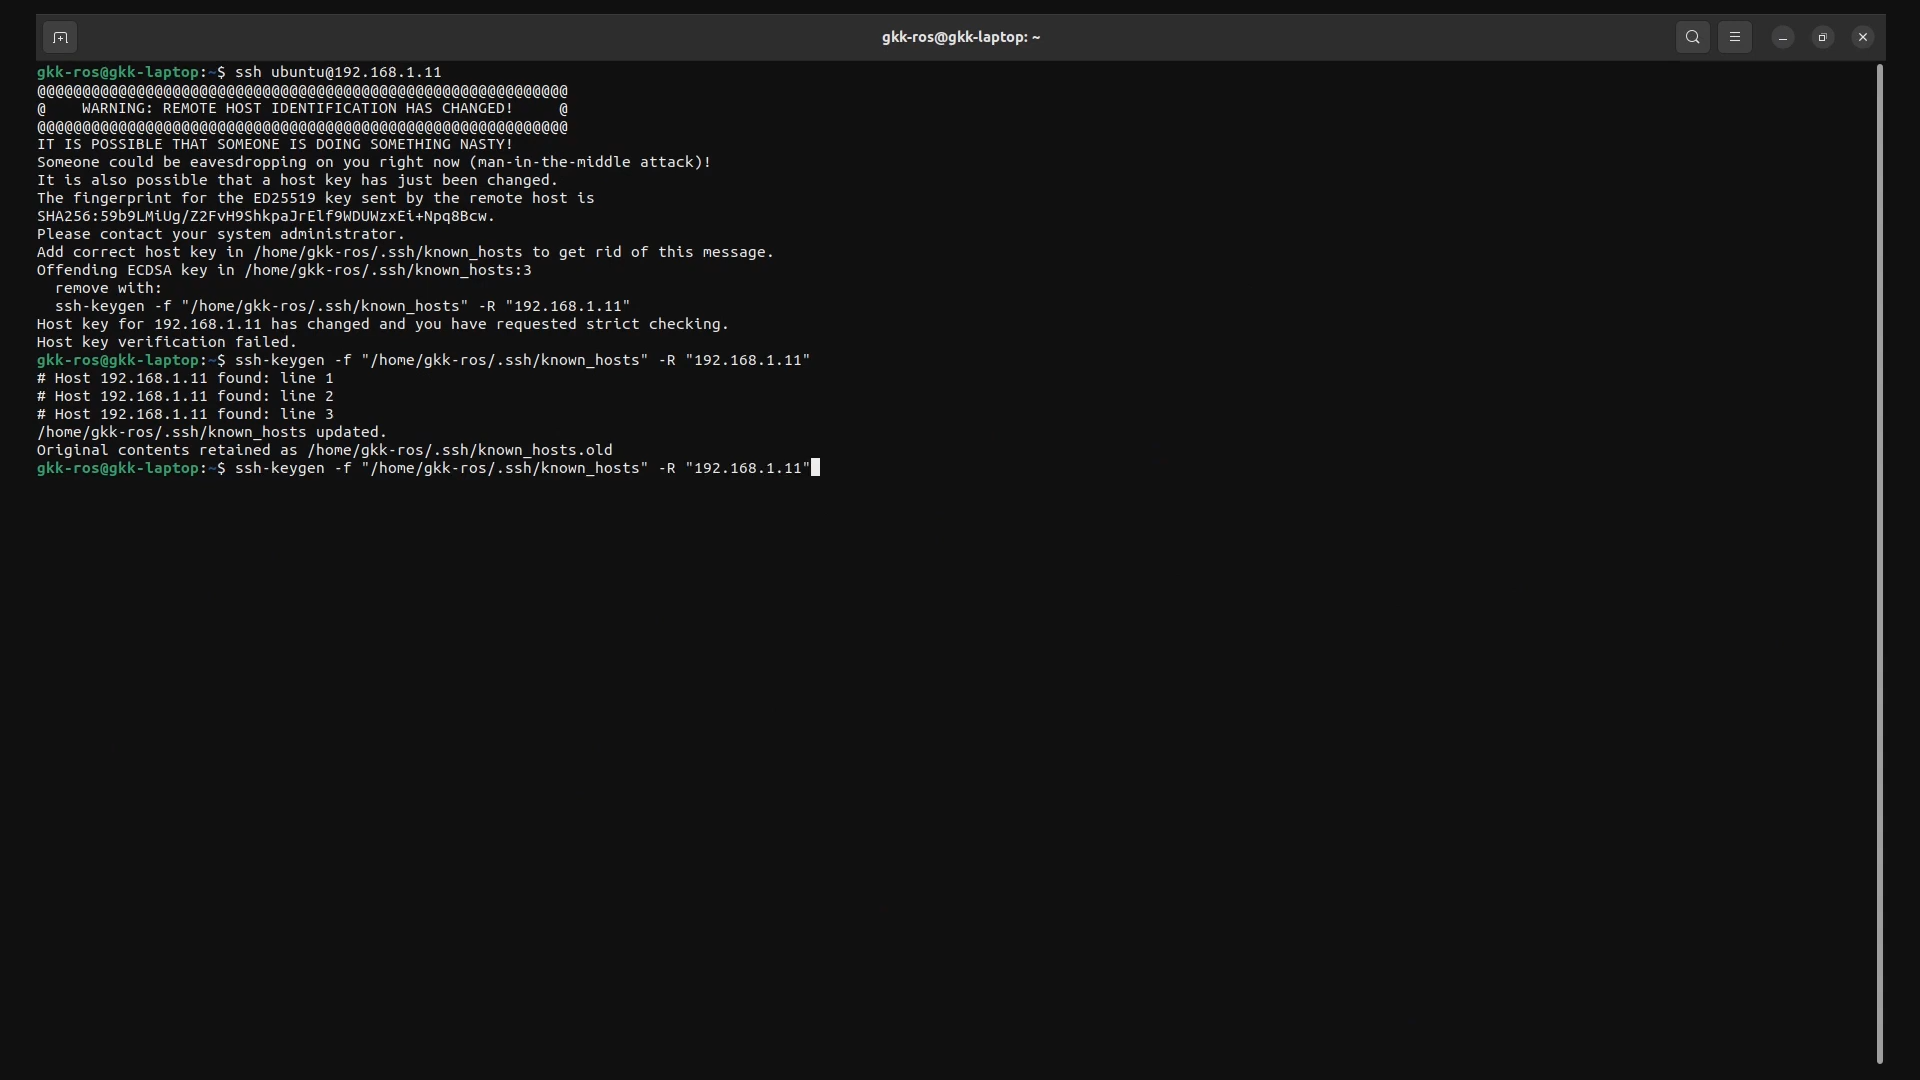 gkk-ros@gkk-laptop: ~
gkk-ros@gkk-laptop:~$ ssh ubuntu@192.168.1.11
@@@@@@@@@@@@@@@@@@@@@@@@@@@@@@@@@@@@@@@@@@@@@@@@@@@@@@@@@@@
@    WARNING: REMOTE HOST IDENTIFICATION HAS CHANGED!     @
@@@@@@@@@@@@@@@@@@@@@@@@@@@@@@@@@@@@@@@@@@@@@@@@@@@@@@@@@@@
IT IS POSSIBLE THAT SOMEONE IS DOING SOMETHING NASTY!
Someone could be eavesdropping on you right now (man-in-the-middle attack)!
It is also possible that a host key has just been changed.
The fingerprint for the ED25519 key sent by the remote host is
SHA256:59b9LMiUg/Z2FvH9ShkpaJrElf9WDUWzxEi+Npq8Bcw.
Please contact your system administrator.
Add correct host key in /home/gkk-ros/.ssh/known_hosts to get rid of this message.
Offending ECDSA key in /home/gkk-ros/.ssh/known_hosts:3
  remove with:
  ssh-keygen -f "/home/gkk-ros/.ssh/known_hosts" -R "192.168.1.11"
Host key for 192.168.1.11 has changed and you have requested strict checking.
Host key verification failed.
gkk-ros@gkk-laptop:~$ ssh-keygen -f "/home/gkk-ros/.ssh/known_hosts" -R "192.168.1.11"
# Host 192.168.1.11 found: line 1
# Host 192.168.1.11 found: line 2
# Host 192.168.1.11 found: line 3
/home/gkk-ros/.ssh/known_hosts updated.
Original contents retained as /home/gkk-ros/.ssh/known_hosts.old
gkk-ros@gkk-laptop:~$ ssh-keygen -f "/home/gkk-ros/.ssh/known_hosts" -R "192.168.1.11"